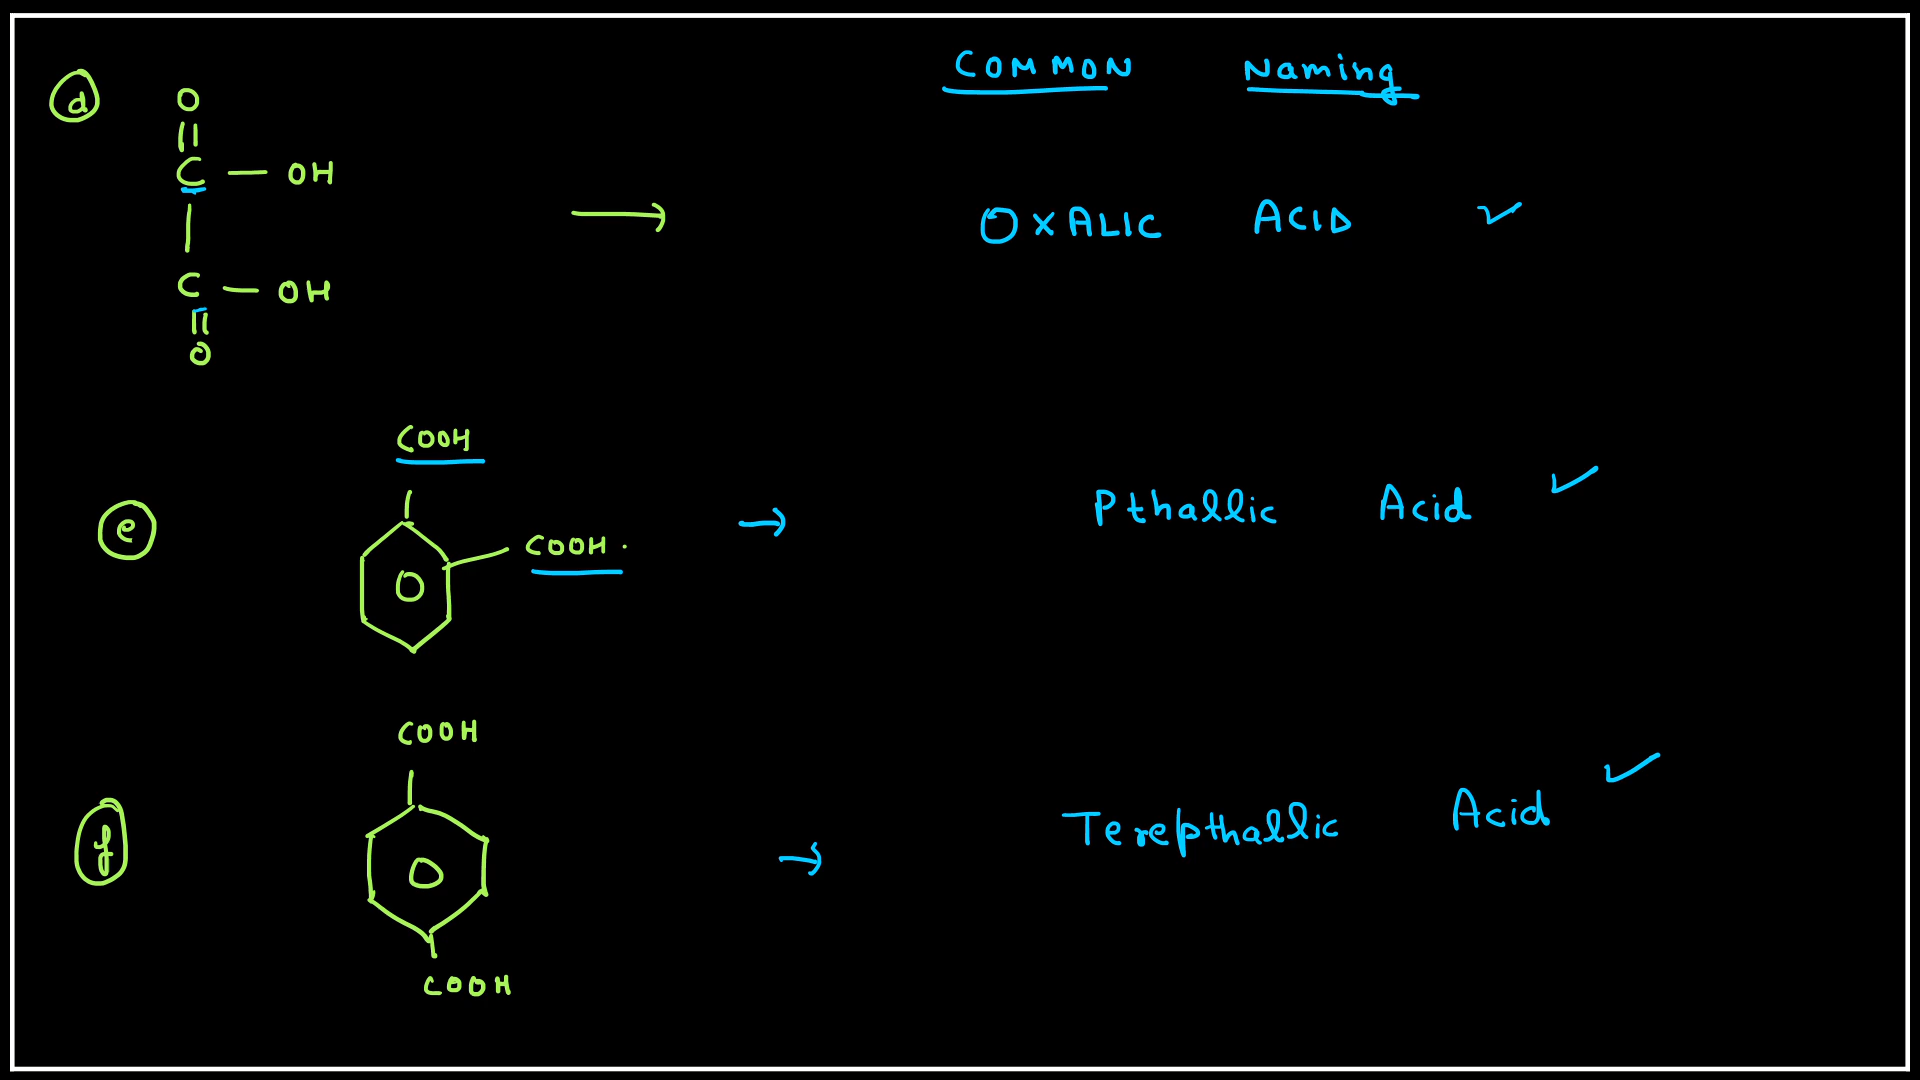 COMMON Naming
d
O
||
C — OH
|
→ OXALIC ACID ✓
C — OH
||
O
COOH
e → Pthallic Acid ✓
COOH.
O
COOH
f → Terepthallic Acid ✓
O
COOH